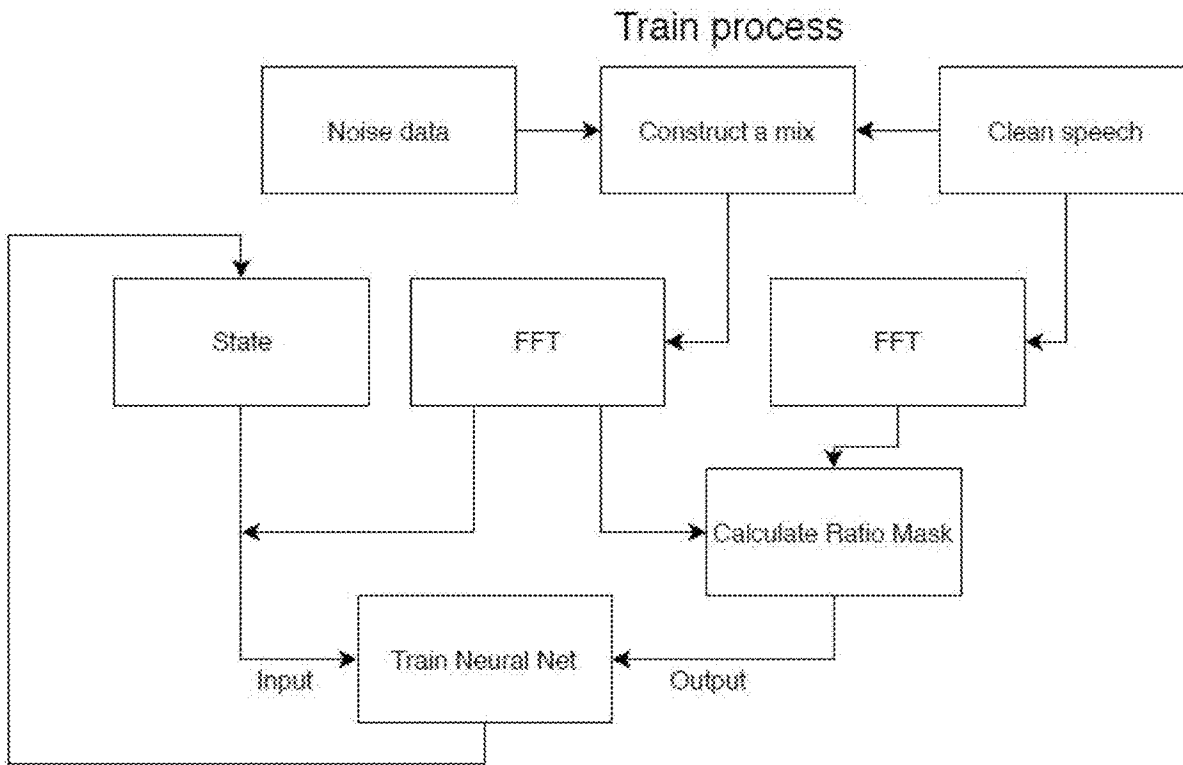 Train process
Noise data
Construct a mix
Clean speech
State
FFT
FFT
Calculate Ratio Mask
Train Neural Net
Input
Output